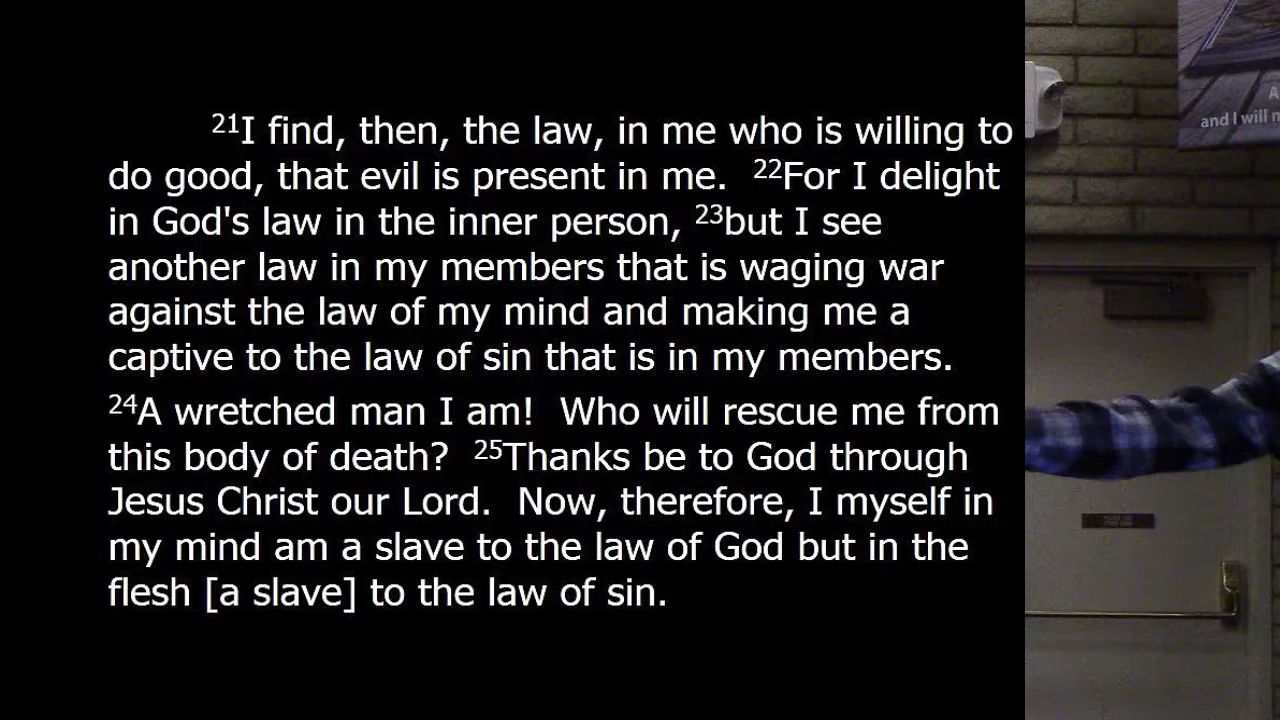 ²¹I find, then, the law, in me who is willing to
do good, that evil is present in me.  ²²For I delight
in God's law in the inner person, ²³but I see
another law in my members that is waging war
against the law of my mind and making me a
captive to the law of sin that is in my members.
²⁴A wretched man I am!  Who will rescue me from
this body of death?  ²⁵Thanks be to God through
Jesus Christ our Lord.  Now, therefore, I myself in
my mind am a slave to the law of God but in the
flesh [a slave] to the law of sin.
and I will